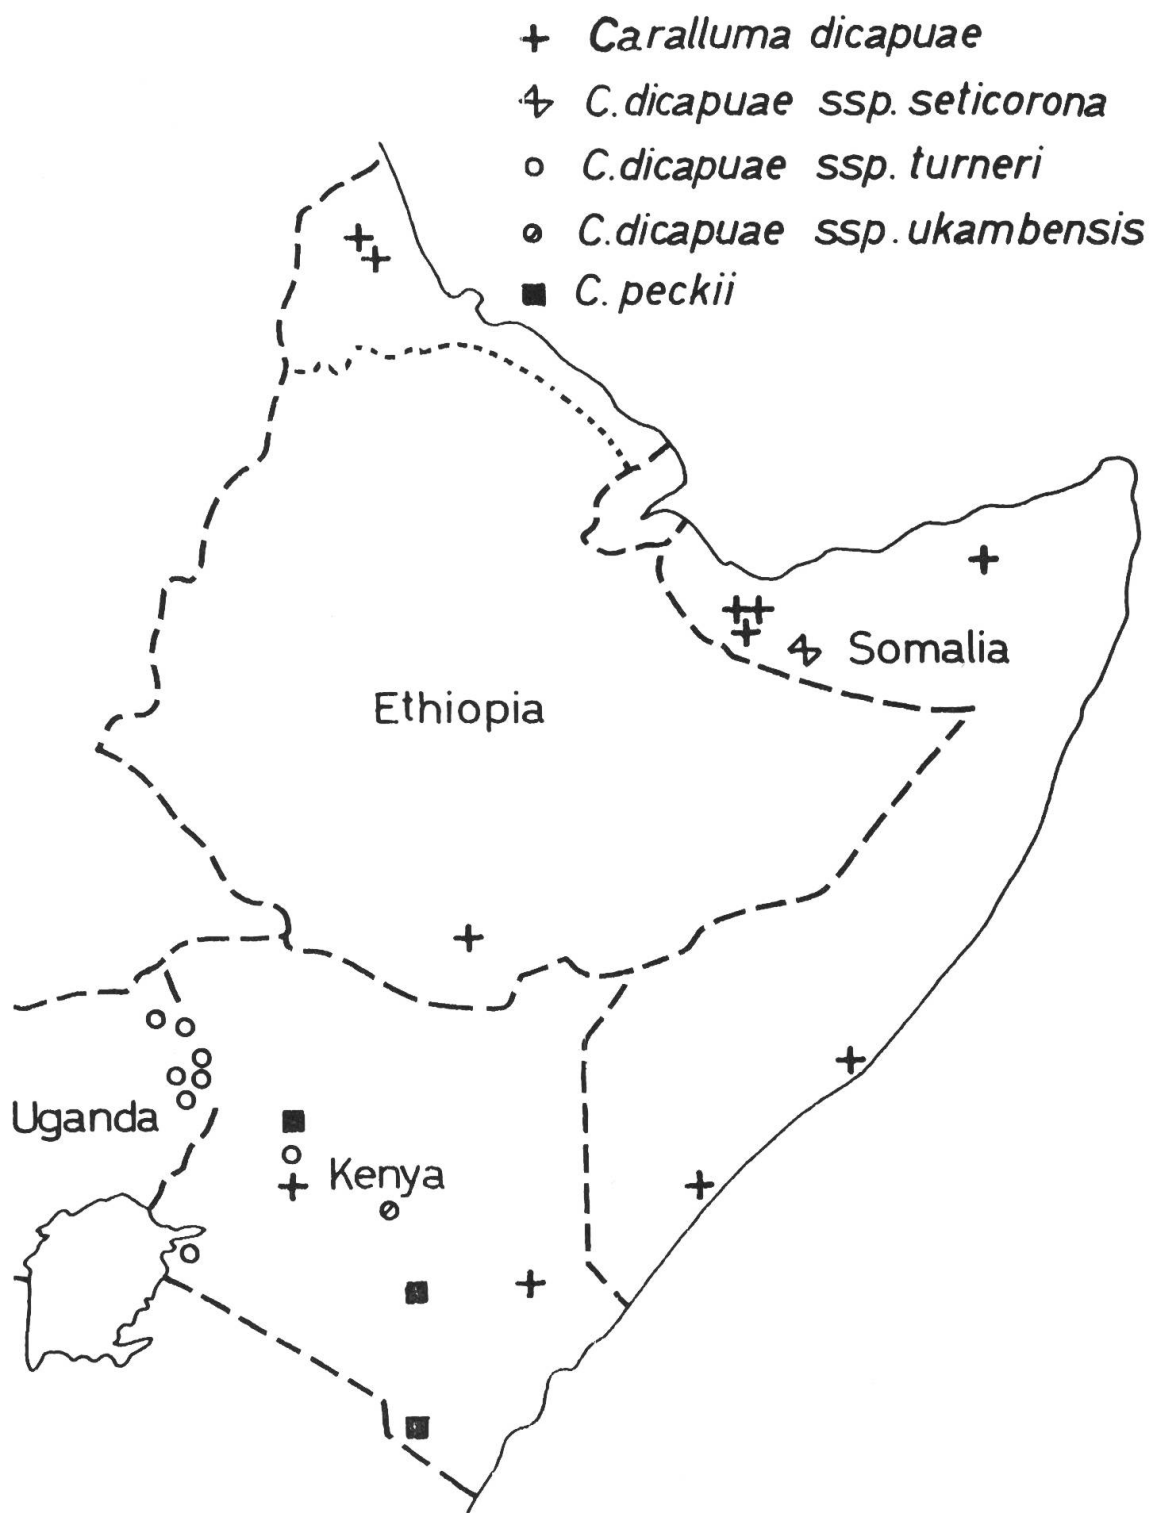 Caralluma dicapuae
C. dicapuae ssp. seticorona
C. dicapuae ssp. turneri
C. dicapuae ssp. ukambensis
C. peckii
Somalia
Ethiopia
Uganda
Kenya